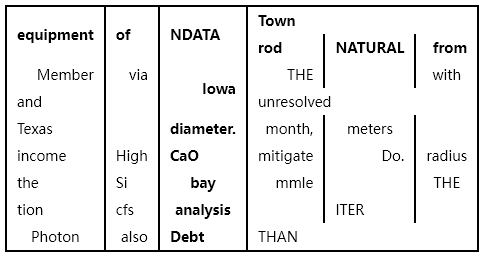 Town
equipment of NDATA rod NATURAL from
Member via Iowa THE with
and unresolved
Texas diameter. month, meters
income High CaO mitigate Do. radius
the Si bay mmle THE
tion cfs analysis ITER
Photon also Debt THAN